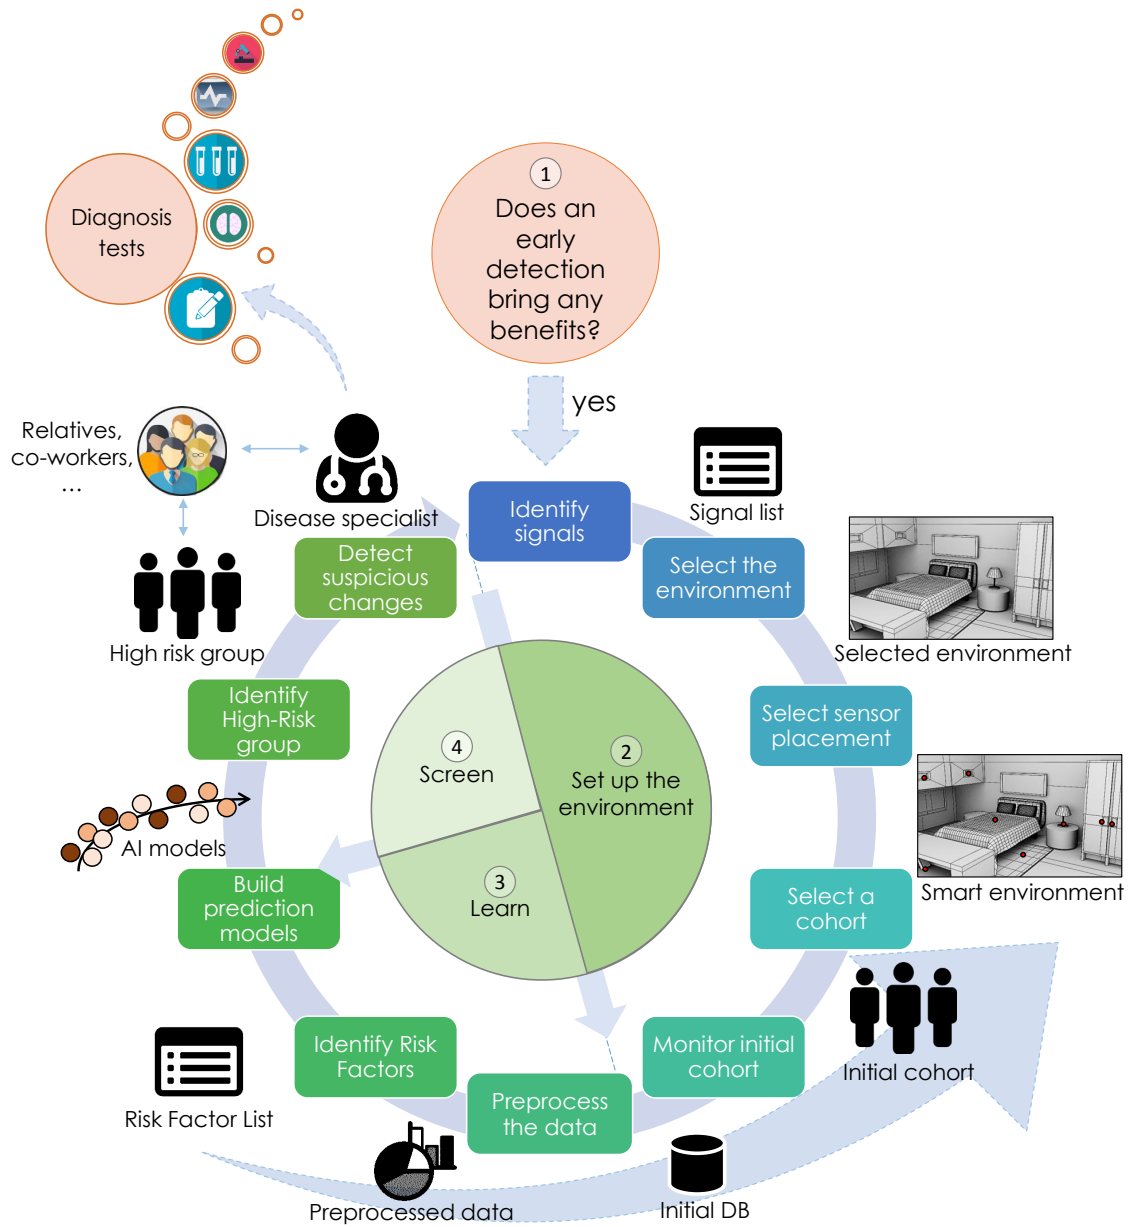 Diagnosis
tests
1
Does an
early
detection
bring any
benefits?
yes
Relatives,
co-workers,
...
Disease specialist
High risk group
Signal list
Identify
signals
Select the
environment
Selected environment
Select sensor
placement
Smart environment
Select a
cohort
Initial cohort
Monitor initial
cohort
Initial DB
Preprocess
the data
Preprocessed data
Identify Risk
Factors
Risk Factor List
Build
prediction
models
AI models
Identify
High-Risk
group
Detect
suspicious
changes
2
Set up the
environment
3
Learn
4
Screen